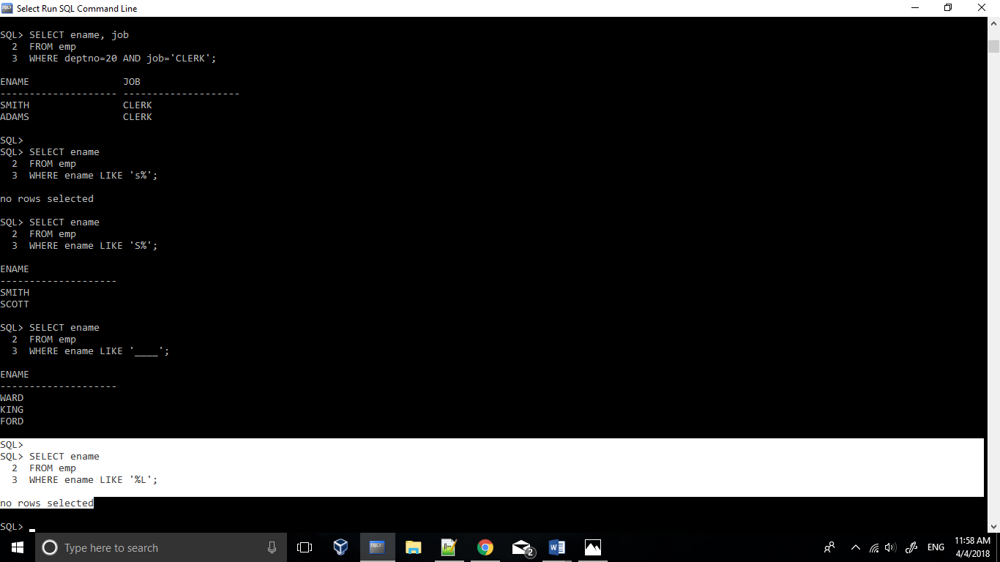 Select Run SQL Command Line
SQL> SELECT ename, job
  2  FROM emp
  3  WHERE deptno=20 AND job='CLERK';
ENAME                JOB
-------------------- --------------------
SMITH                CLERK
ADAMS                CLERK
SQL>
SQL> SELECT ename
  2  FROM emp
  3  WHERE ename LIKE 's%';
no rows selected
SQL> SELECT ename
  2  FROM emp
  3  WHERE ename LIKE 'S%';
ENAME
--------------------
SMITH
SCOTT
SQL> SELECT ename
  2  FROM emp
  3  WHERE ename LIKE '____';
ENAME
--------------------
WARD
KING
FORD
SQL>
SQL> SELECT ename
  2  FROM emp
  3  WHERE ename LIKE '%L';
no rows selected
SQL>
Type here to search
2
ENG
11:58 AM
4/4/2018